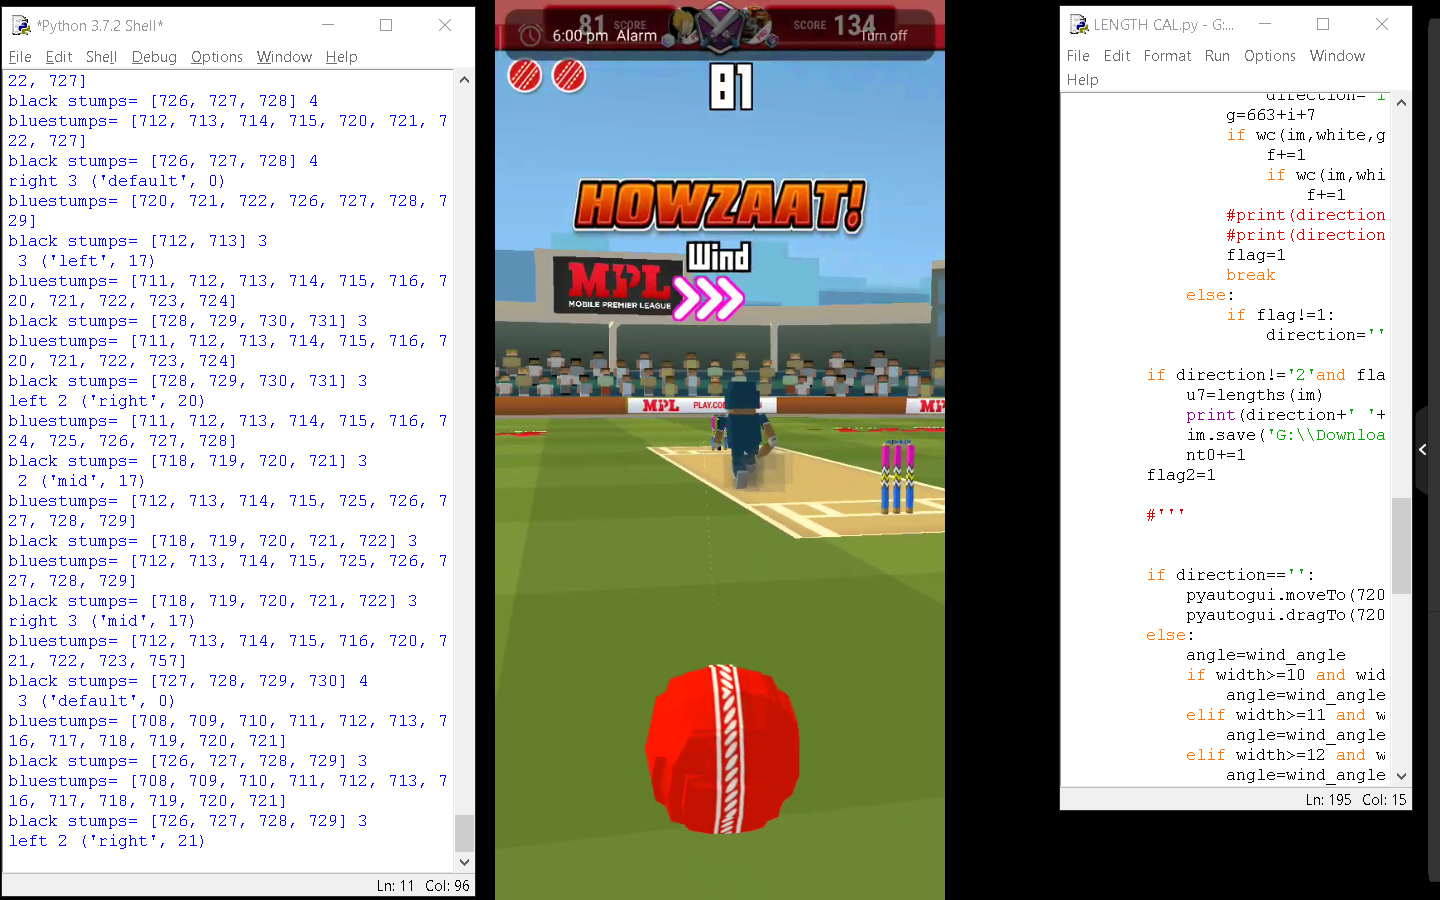 *Python 3.7.2 Shell*
File Edit Shell Debug Options Window Help
22, 727]
black stumps= [726, 727, 728] 4
bluestumps= [712, 713, 714, 715, 720, 721, 7
22, 727]
black stumps= [726, 727, 728] 4
right 3 ('default', 0)
bluestumps= [720, 721, 722, 726, 727, 728, 7
29]
black stumps= [712, 713] 3
3 ('left', 17)
bluestumps= [711, 712, 713, 714, 715, 716, 7
20, 721, 722, 723, 724]
black stumps= [728, 729, 730, 731] 3
bluestumps= [711, 712, 713, 714, 715, 716, 7
20, 721, 722, 723, 724]
black stumps= [728, 729, 730, 731] 3
left 2 ('right', 20)
bluestumps= [711, 712, 713, 714, 715, 716, 7
24, 725, 726, 727, 728]
black stumps= [718, 719, 720, 721] 3
2 ('mid', 17)
bluestumps= [712, 713, 714, 715, 725, 726, 7
27, 728, 729]
black stumps= [718, 719, 720, 721, 722] 3
bluestumps= [712, 713, 714, 715, 725, 726, 7
27, 728, 729]
black stumps= [718, 719, 720, 721, 722] 3
right 3 ('mid', 17)
bluestumps= [712, 713, 714, 715, 716, 720, 7
21, 722, 723, 757]
black stumps= [727, 728, 729, 730] 4
3 ('default', 0)
bluestumps= [708, 709, 710, 711, 712, 713, 7
16, 717, 718, 719, 720, 721]
black stumps= [726, 727, 728, 729] 3
bluestumps= [708, 709, 710, 711, 712, 713, 7
16, 717, 718, 719, 720, 721]
black stumps= [726, 727, 728, 729] 3
left 2 ('right', 21)
Ln: 11 Col: 96
81 SCORE SCORE 134
6:00 pm Alarm Turn off
81
HOWZAAT!
Wind
MPL
MOBILE PREMIER LEAGUE
MPL PLAY.CO MP
LENGTH CAL.py - G:...
File Edit Format Run Options Window
Help
direction= i
g=663+i+7
if wc(im,white,g
f+=1
if wc(im,whi
f+=1
#print(direction
#print(direction
flag=1
break
else:
if flag!=1:
direction=''
if direction!='2'and fla
u7=lengths(im)
print(direction+' '+
im.save('G:\\Downloa
nt0+=1
flag2=1
#'''
if direction=='':
pyautogui.moveTo(720
pyautogui.dragTo(720
else:
angle=wind_angle
if width>=10 and wid
angle=wind_angle
elif width>=11 and w
angle=wind_angle
elif width>=12 and w
angle=wind_angle
Ln: 195 Col: 15